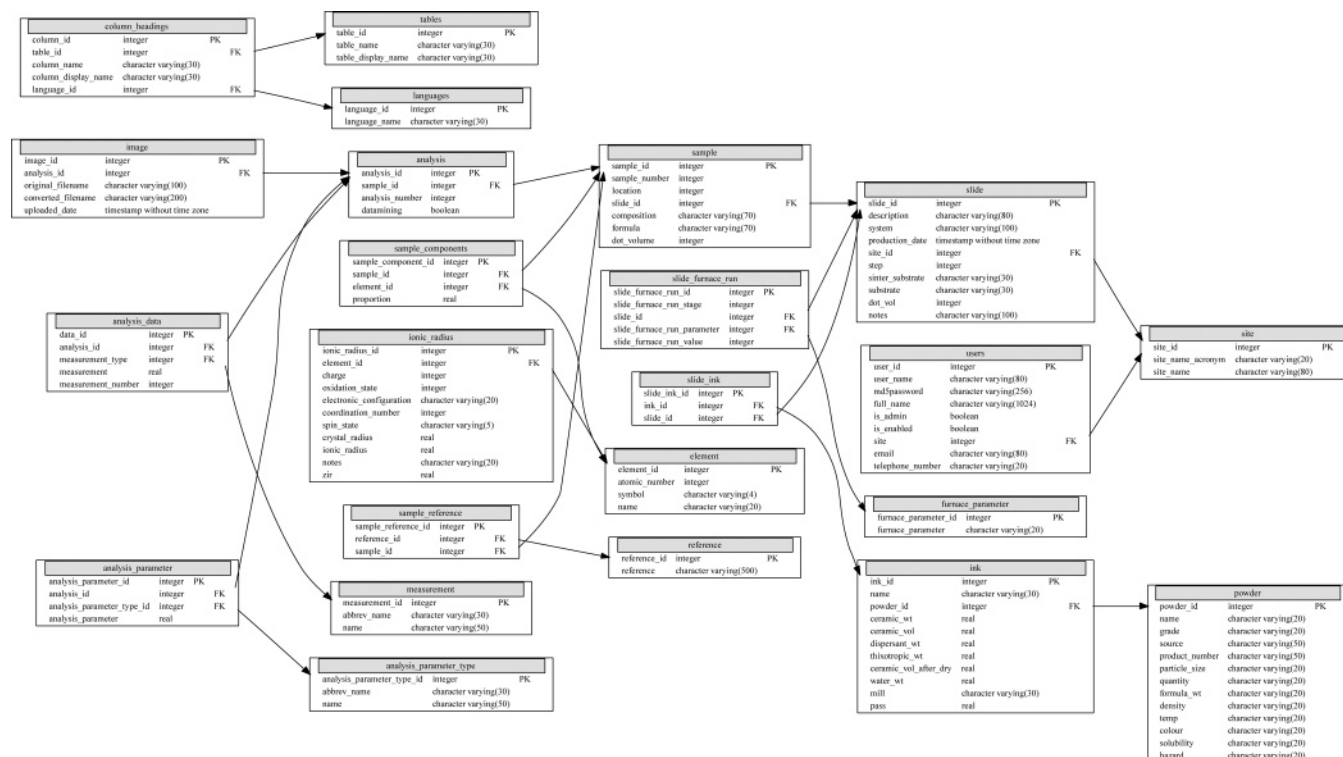 column_headings
column_id integer PK
table_id integer FK
column_name character varying(30)
column_display_name character varying(30)
language_id integer FK
tables
table_id integer PK
table_name character varying(30)
table_display_name character varying(30)
languages
language_id integer PK
language_name character varying(30)
image
image_id integer PK
analysis_id integer FK
original_filename character varying(100)
converted_filename character varying(200)
uploaded_date timestamp without time zone
analysis
analysis_id integer PK
sample_id integer FK
analysis_number integer
datamining boolean
sample
sample_id integer PK
sample_number integer
location integer
slide_id integer FK
composition character varying(70)
formula character varying(70)
dot_volume integer
slide
slide_id integer PK
description character varying(80)
system character varying(100)
production_date timestamp without time zone
site_id integer FK
step integer
sinter_substrate character varying(30)
substrate character varying(30)
dot_vol integer
notes character varying(100)
sample_components
sample_component_id integer PK
sample_id integer FK
element_id integer FK
proportion real
slide_furnace_run
slide_furnace_run_id integer PK
slide_furnace_run_stage integer
slide_id integer FK
slide_furnace_run_parameter integer FK
slide_furnace_run_value integer
analysis_data
data_id integer PK
analysis_id integer FK
measurement_type integer FK
measurement real
measurement_number integer
ionic_radius
ionic_radius_id integer PK
element_id integer FK
charge integer
oxidation_state integer
electronic_configuration character varying(20)
coordination_number integer
spin_state character varying(5)
crystal_radius real
ionic_radius real
notes character varying(20)
zir real
slide_ink
slide_ink_id integer PK
ink_id integer FK
slide_id integer FK
users
user_id integer PK
user_name character varying(80)
md5password character varying(256)
full_name character varying(1024)
is_admin boolean
is_enabled boolean
site integer FK
email character varying(80)
telephone_number character varying(20)
site
site_id integer PK
site_name_acronym character varying(20)
site_name character varying(80)
element
element_id integer PK
atomic_number integer
symbol character varying(4)
name character varying(20)
sample_reference
sample_reference_id integer PK
reference_id integer FK
sample_id integer FK
reference
reference_id integer PK
reference character varying(500)
furnace_parameter
furnace_parameter_id integer PK
furnace_parameter character varying(20)
analysis_parameter
analysis_parameter_id integer PK
analysis_id integer FK
analysis_parameter_type_id integer FK
analysis_parameter real
measurement
measurement_id integer PK
abbrev_name character varying(30)
name character varying(50)
analysis_parameter_type
analysis_parameter_type_id integer PK
abbrev_name character varying(30)
name character varying(50)
ink
ink_id integer PK
name character varying(30)
powder_id integer FK
ceramic_wt real
ceramic_vol real
dispersant_wt real
thixotropic_wt real
ceramic_vol_after_dry real
water_wt real
mill character varying(30)
pass real
powder
powder_id integer PK
name character varying(20)
grade character varying(20)
source character varying(50)
product_number character varying(50)
particle_size character varying(20)
quantity character varying(20)
formula_wt character varying(20)
density character varying(20)
temp character varying(20)
colour character varying(20)
solubility character varying(20)
hazard character varying(20)